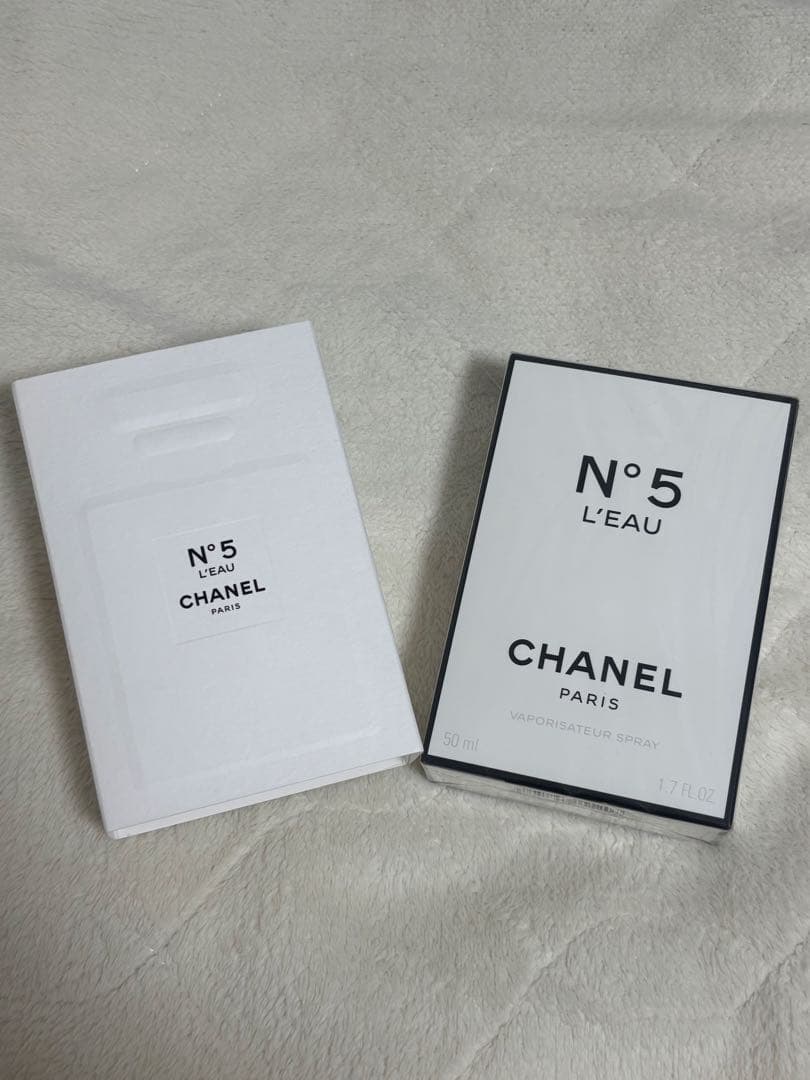 N°5
L'EAU
CHANEL
PARIS
N°5
L'EAU
CHANEL
PARIS
VAPORISATEUR SPRAY
50 ml
1.7 FL.OZ